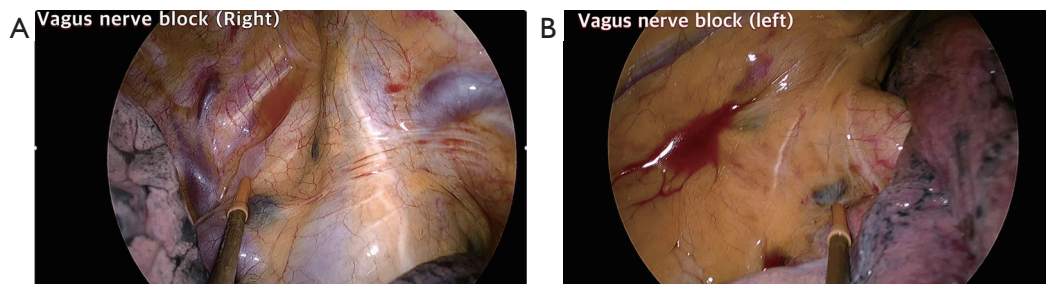 A
Vagus nerve block (Right)
B
Vagus nerve block (left)